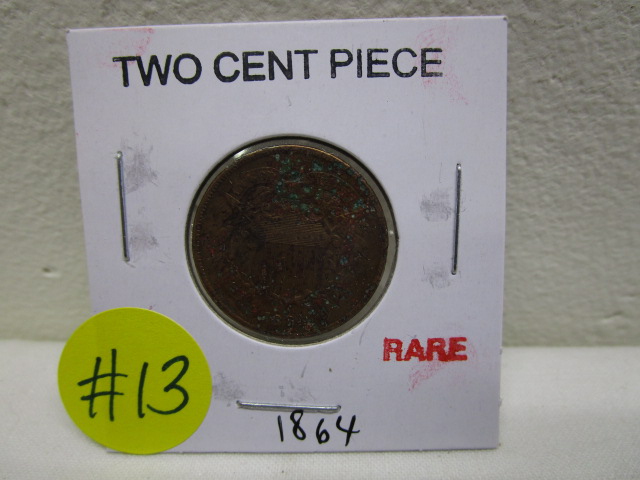 TWO CENT PIECE
RARE
#13
1864